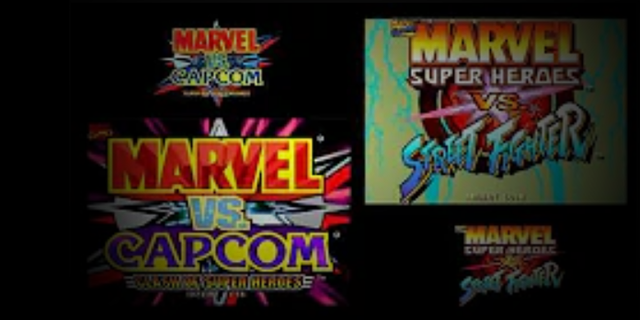 MARVEL
VS.
CAPCOM
MARVEL
VS.
CAPCOM
CLASH OF SUPER HEROES
MARVEL
SUPER HEROES
VS.
STREET FIGHTER
MARVEL
SUPER HEROES
VS.
STREET FIGHTER